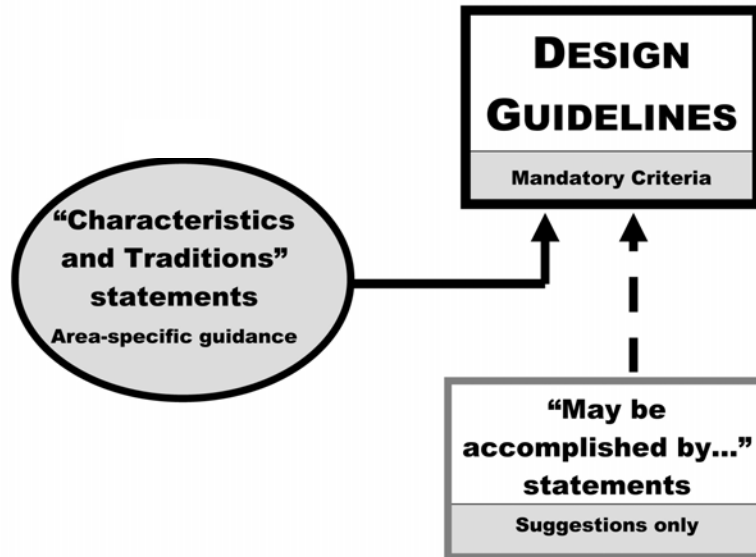 DESIGN
GUIDELINES
Mandatory Criteria
“Characteristics
and Traditions”
statements
Area-specific guidance
“May be
accomplished by...”
statements
Suggestions only